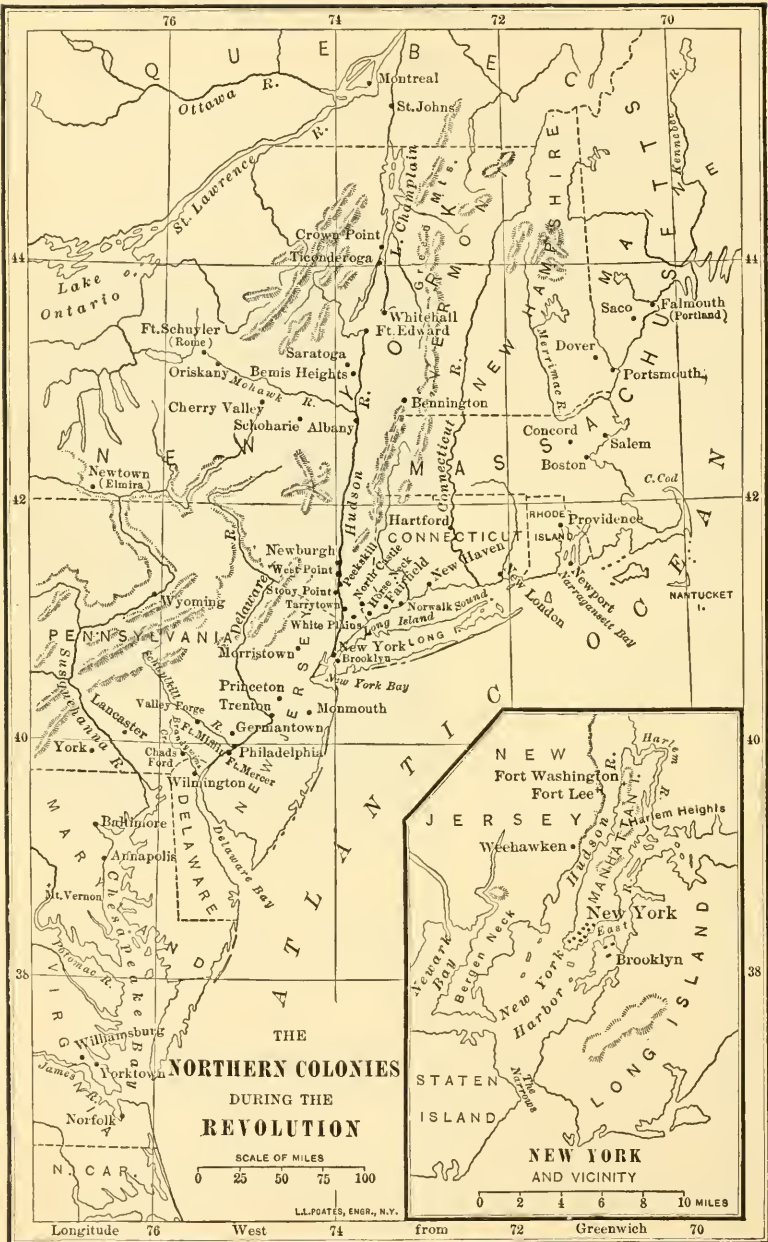 76 74 72 70
QUEBEC
Montreal
Ottawa R.
St. Johns
St. Lawrence R.
L. Champlain
Kennebec R.
Crown Point
Ticonderoga
Green Mts.
VERMONT
NEW HAMPSHIRE
MASSACHUSETTS
44
44
Lake Ontario
Whitehall
Ft. Edward
Saco
Falmouth
(Portland)
Ft. Schuyler
(Rome)
Oriskany
Saratoga
Bemis Heights
Mohawk R.
Merrimac R.
Dover
Portsmouth
Cherry Valley
Schoharie
Albany
Bennington
Concord
Salem
Boston
NEW YORK
MASSACHUSETTS
Newtown
(Elmira)
Hudson R.
Connecticut R.
C. Cod
42
42
Hartford
CONNECTICUT
RHODE
ISLAND
Providence
Newburgh
West Point
Peekskill
North Castle
Horse Neck
Fairfield
New Haven
New London
Newport
Narragansett Bay
NANTUCKET
I.
Stony Point
Tarrytown
White Plains
Norwalk
Long Island Sound
LONG I.
Wyoming
Delaware R.
PENNSYLVANIA
Morristown
New York
Brooklyn
New York Bay
Susquehanna R.
Schuylkill R.
Princeton
Trenton
Monmouth
NEW JERSEY
Lancaster
Valley Forge
Germantown
York
Brandywine Cr.
Chads
Ford
Ft. Mifflin
Philadelphia
Ft. Mercer
40
40
Wilmington
DELAWARE
Delaware Bay
MARYLAND
Baltimore
Annapolis
Mt. Vernon
Chesapeake Bay
Potomac R.
38
38
VIRGINIA
Williamsburg
Yorktown
James R.
Norfolk
N. CAR.
ATLANTIC OCEAN
THE
NORTHERN COLONIES
DURING THE
REVOLUTION
SCALE OF MILES
0 25 50 75 100
L.L. POATES, ENGR., N.Y.
NEW JERSEY
Harlem R.
Fort Washington
Fort Lee
Hudson R.
MANHATTAN I.
Harlem Heights
Weehawken
New York
East R.
Brooklyn
Newark Bay
Bergen Neck
New York Harbor
LONG ISLAND
STATEN
ISLAND
The Narrows
NEW YORK
AND VICINITY
0 2 4 6 8 10 MILES
Longitude 76 West 74 from 72 Greenwich 70